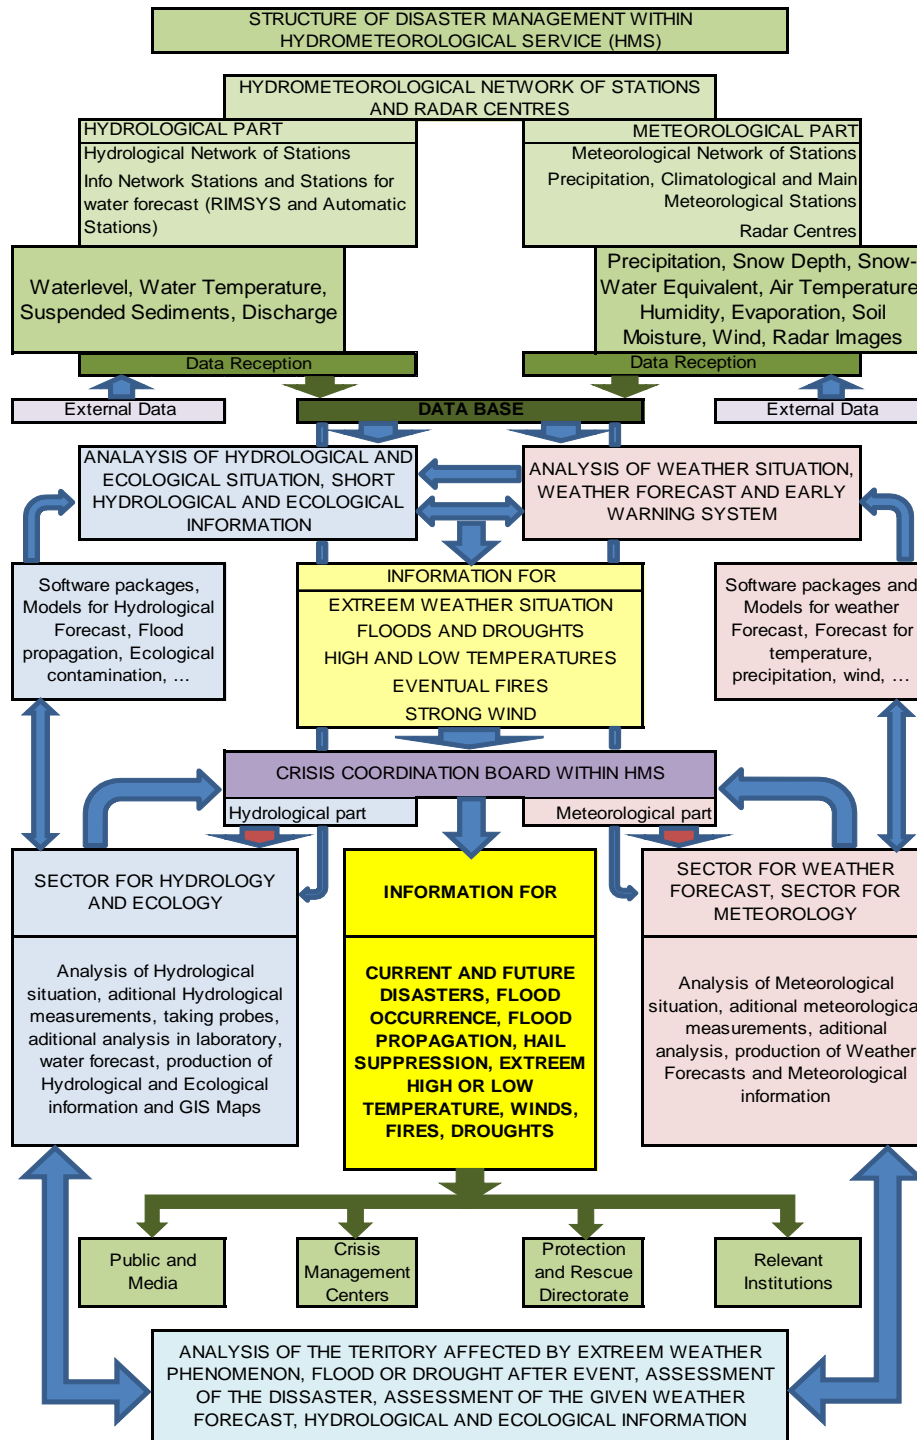 STRUCTURE OF DISASTER MANAGEMENT WITHIN
HYDROMETEOROLOGICAL SERVICE (HMS)
HYDROMETEOROLOGICAL NETWORK OF STATIONS
AND RADAR CENTRES
HYDROLOGICAL PART
Hydrological Network of Stations
Info Network Stations and Stations for
water forecast (RIMSYS and Automatic
Stations)
METEOROLOGICAL PART
Meteorological Network of Stations
Precipitation, Climatological and Main
Meteorological Stations
Radar Centres
Waterlevel, Water Temperature,
Suspended Sediments, Discharge
Precipitation, Snow Depth, Snow-
Water Equivalent, Air Temperature,
Humidity, Evaporation, Soil
Moisture, Wind, Radar Images
Data Reception
Data Reception
External Data
DATA BASE
External Data
ANALAYSIS OF HYDROLOGICAL AND
ECOLOGICAL SITUATION, SHORT
HYDROLOGICAL AND ECOLOGICAL
INFORMATION
ANALYSIS OF WEATHER SITUATION,
WEATHER FORECAST AND EARLY
WARNING SYSTEM
Software packages,
Models for Hydrological
Forecast, Flood
propagation, Ecological
contamination, ...
INFORMATION FOR
EXTREEM WEATHER SITUATION
FLOODS AND DROUGHTS
HIGH AND LOW TEMPERATURES
EVENTUAL FIRES
STRONG WIND
Software packages and
Models for weather
Forecast, Forecast for
temperature,
precipitation, wind, ...
CRISIS COORDINATION BOARD WITHIN HMS
Hydrological part
Meteorological part
SECTOR FOR HYDROLOGY
AND ECOLOGY
Analysis of Hydrological
situation, aditional Hydrological
measurements, taking probes,
aditional analysis in laboratory,
water forecast, production of
Hydrological and Ecological
information and GIS Maps
INFORMATION FOR
CURRENT AND FUTURE
DISASTERS, FLOOD
OCCURRENCE, FLOOD
PROPAGATION, HAIL
SUPPRESSION, EXTREEM
HIGH OR LOW
TEMPERATURE, WINDS,
FIRES, DROUGHTS
SECTOR FOR WEATHER
FORECAST, SECTOR FOR
METEOROLOGY
Analysis of Meteorological
situation, aditional meteorological
measurements, aditional
analysis, production of Weather
Forecasts and Meteorological
information
Public and
Media
Crisis
Management
Centers
Protection
and Rescue
Directorate
Relevant
Institutions
ANALYSIS OF THE TERITORY AFFECTED BY EXTREEM WEATHER
PHENOMENON, FLOOD OR DROUGHT AFTER EVENT, ASSESSMENT
OF THE DISSASTER, ASSESSMENT OF THE GIVEN WEATHER
FORECAST, HYDROLOGICAL AND ECOLOGICAL INFORMATION